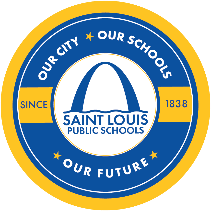 OUR CITY ★ OUR SCHOOLS
SINCE 1838
SAINT LOUIS
PUBLIC SCHOOLS
★ OUR FUTURE ★